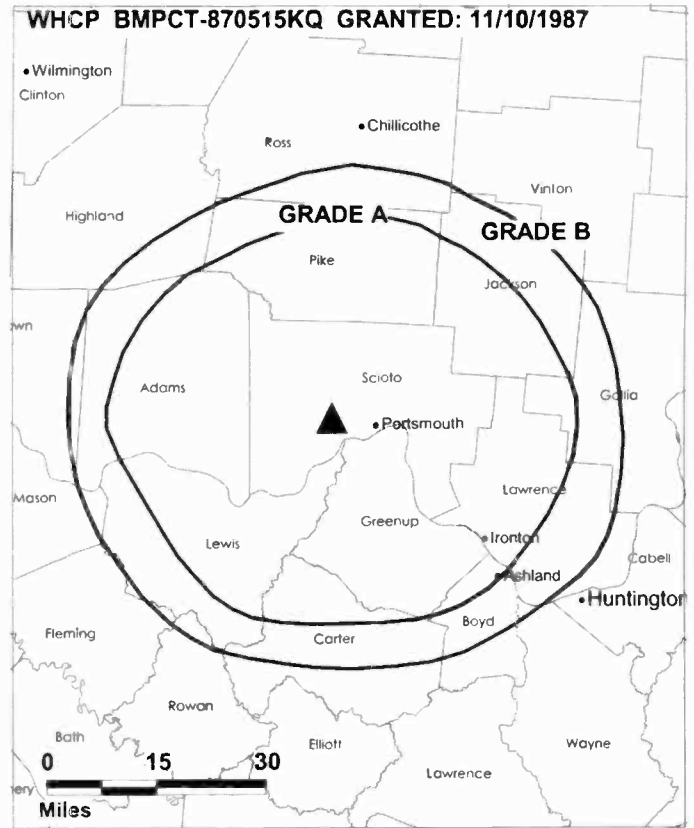 WHCP BMPCT-870515KQ GRANTED: 11/10/1987
Wilmington
Clinton
Chillicothe
Ross
Vinton
Highland
GRADE A
GRADE B
Pike
Jackson
wn
Adams
Scioto
Gallia
Portsmouth
Mason
Lawrence
Greenup
Ironton
Lewis
Cabell
Ashland
Huntington
Boyd
Fleming
Carter
Rowan
Bath
Elliott
Wayne
0 15 30
Lawrence
ery
Miles